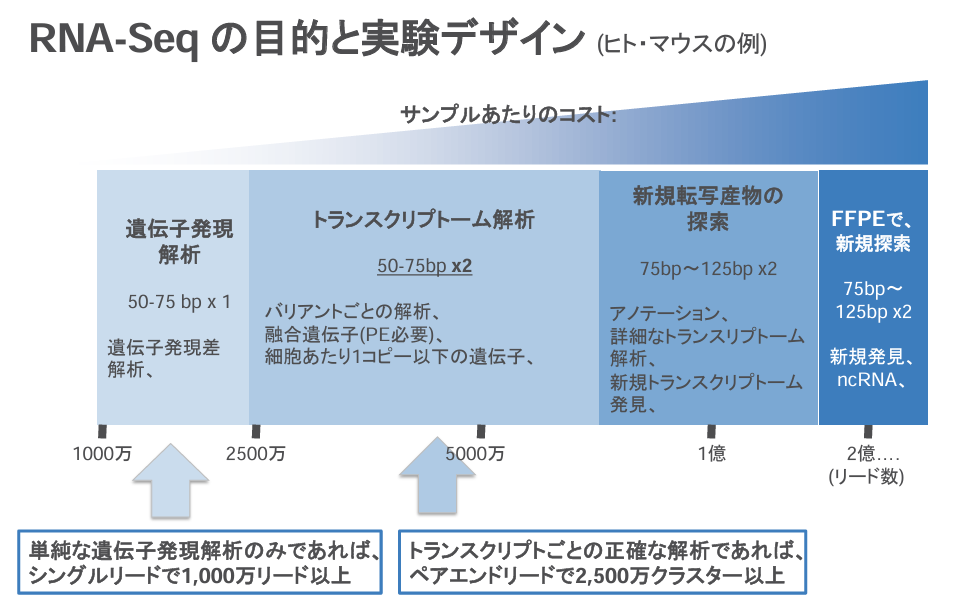 RNA-Seq の目的と実験デザイン (ヒト・マウスの例)
サンプルあたりのコスト:
遺伝子発現
解析
50-75 bp x 1
遺伝子発現差
解析、
トランスクリプトーム解析
50-75bp x2
バリアントごとの解析、
融合遺伝子(PE必要)、
細胞あたり1コピー以下の遺伝子、
新規転写産物の
探索
75bp～125bp x2
アノテーション、
詳細なトランスリプトーム
解析、
新規トランスクリプトーム
発見、
FFPEで、
新規探索
75bp～
125bp x2
新規発見、
ncRNA、
1000万
2500万
5000万
1億
2億....
(リード数)
単純な遺伝子発現解析のみであれば、
シングルリードで1,000万リード以上
トランスクリプトごとの正確な解析であれば、
ペアエンドリードで2,500万クラスター以上